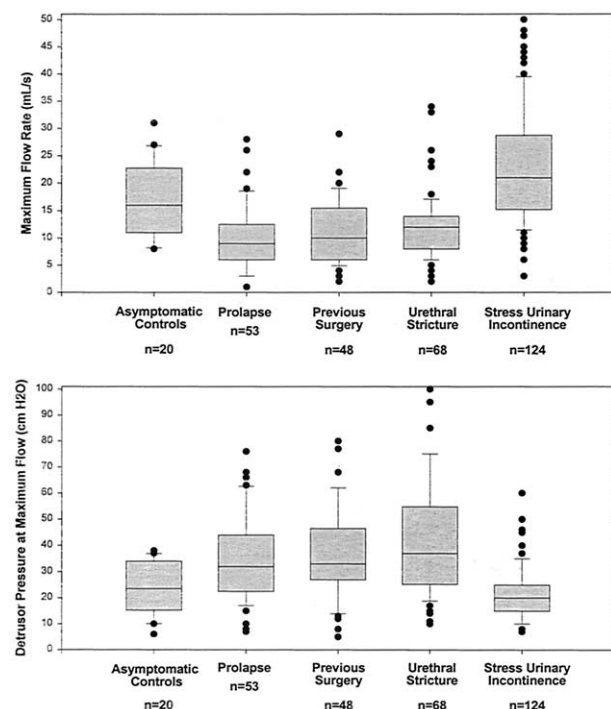 Maximum Flow Rate (mL/s)
50
45
40
35
30
25
20
15
10
5
0
Asymptomatic Controls
n=20
Prolapse
n=53
Previous Surgery
n=48
Urethral Stricture
n=68
Stress Urinary Incontinence
n=124
Detrusor Pressure at Maximum Flow (cm H2O)
100
90
80
70
60
50
40
30
20
10
0
Asymptomatic Controls
n=20
Prolapse
n=53
Previous Surgery
n=48
Urethral Stricture
n=68
Stress Urinary Incontinence
n=124